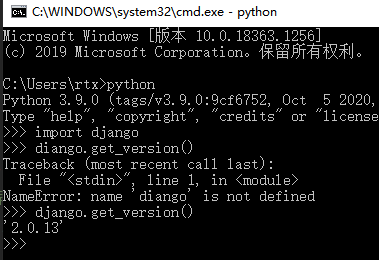 C:\WINDOWS\system32\cmd.exe - python
Microsoft Windows [版本 10.0.18363.1256]
(c) 2019 Microsoft Corporation。保留所有权利。
C:\Users\rtx>python
Python 3.9.0 (tags/v3.9.0:9cf6752, Oct  5 2020,
Type "help", "copyright", "credits" or "license
>>> import django
>>> diango.get_version()
Traceback (most recent call last):
  File "<stdin>", line 1, in <module>
NameError: name 'diango' is not defined
>>> django.get_version()
'2.0.13'
>>>